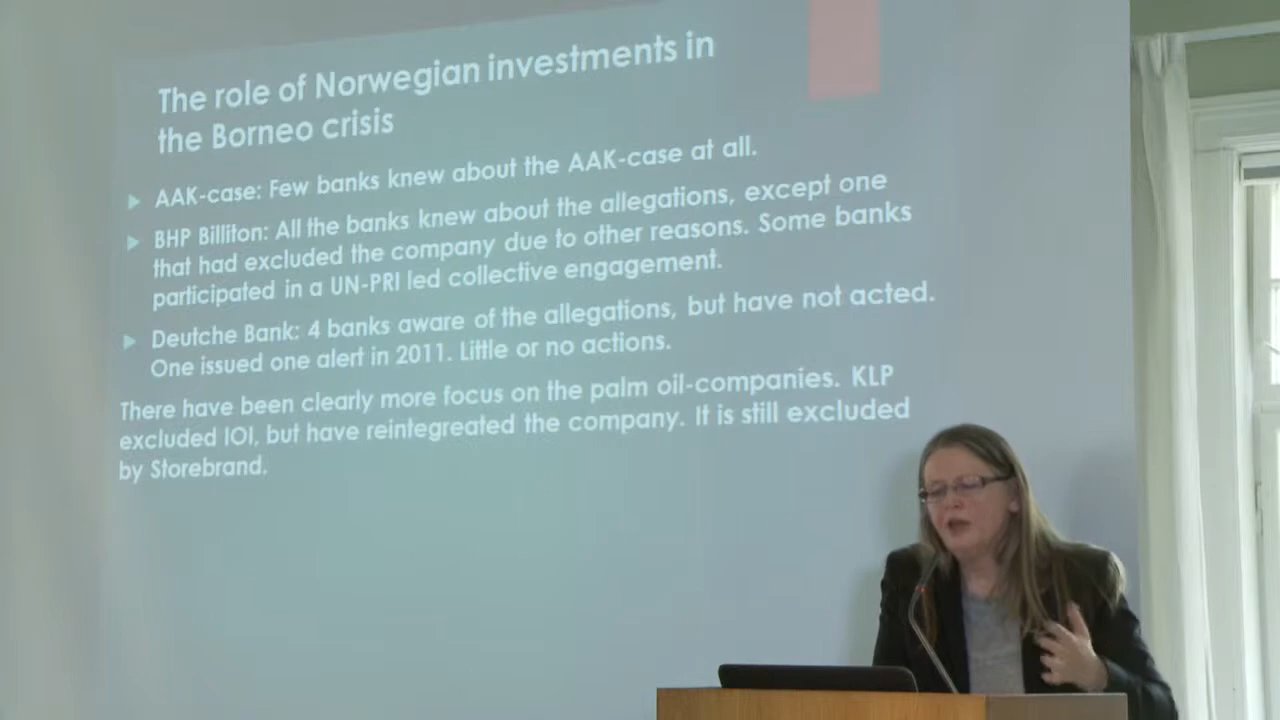 The role of Norwegian investments in
the Borneo crisis
AAK-case: Few banks knew about the AAK-case at all.
BHP Billiton: All the banks knew about the allegations, except one
that had excluded the company due to other reasons. Some banks
participated in a UN-PRI led collective engagement.
Deutche Bank: 4 banks aware of the allegations, but have not acted.
One issued one alert in 2011. Little or no actions.
There have been clearly more focus on the palm oil-companies. KLP
excluded IOI, but have reintegreated the company. It is still excluded
by Storebrand.